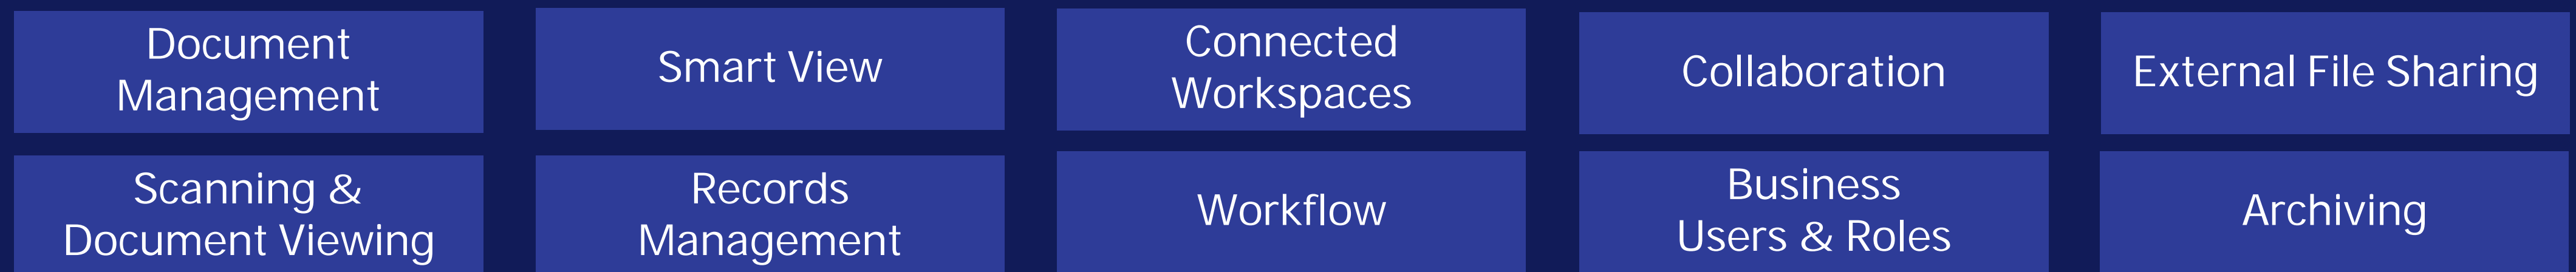 Document
Management
Smart View
Connected
Workspaces
Collaboration
External File Sharing
Scanning &
Document Viewing
Records
Management
Workflow
Business
Users & Roles
Archiving